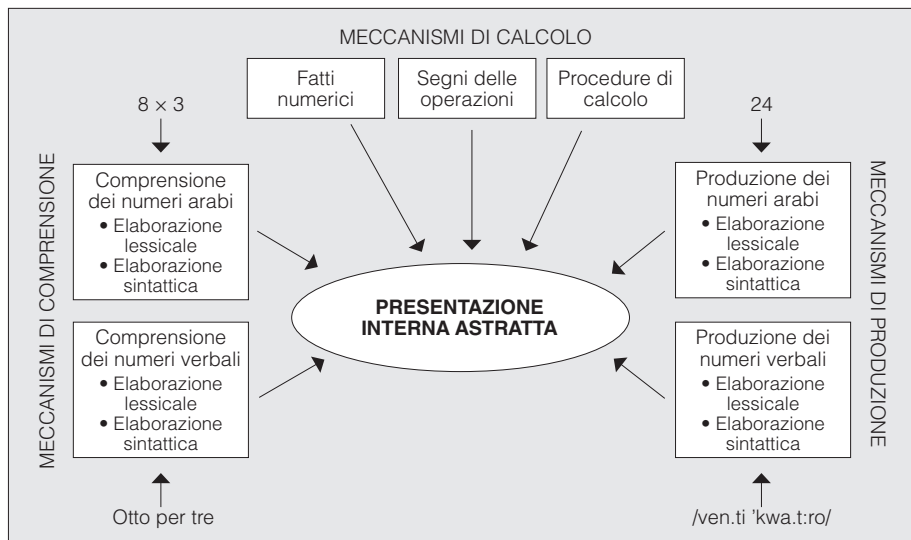 MECCANISMI DI CALCOLO
Fatti
numerici
Segni delle
operazioni
Procedure di
calcolo
8 × 3
24
MECCANISMI DI COMPRENSIONE
Comprensione
dei numeri arabi
• Elaborazione
lessicale
• Elaborazione
sintattica
Comprensione
dei numeri verbali
• Elaborazione
lessicale
• Elaborazione
sintattica
Otto per tre
PRESENTAZIONE
INTERNA ASTRATTA
Produzione dei
numeri arabi
• Elaborazione
lessicale
• Elaborazione
sintattica
Produzione dei
numeri verbali
• Elaborazione
lessicale
• Elaborazione
sintattica
/ven.ti 'kwa.t:ro/
MECCANISMI DI PRODUZIONE